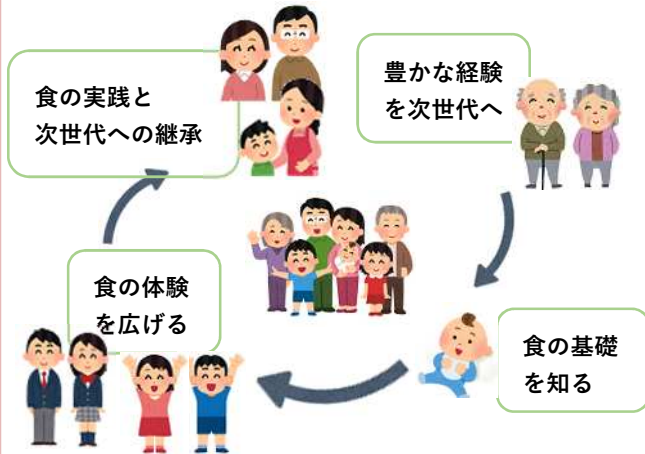 食の実践と
次世代への継承
豊かな経験
を次世代へ
食の体験
を広げる
食の基礎
を知る